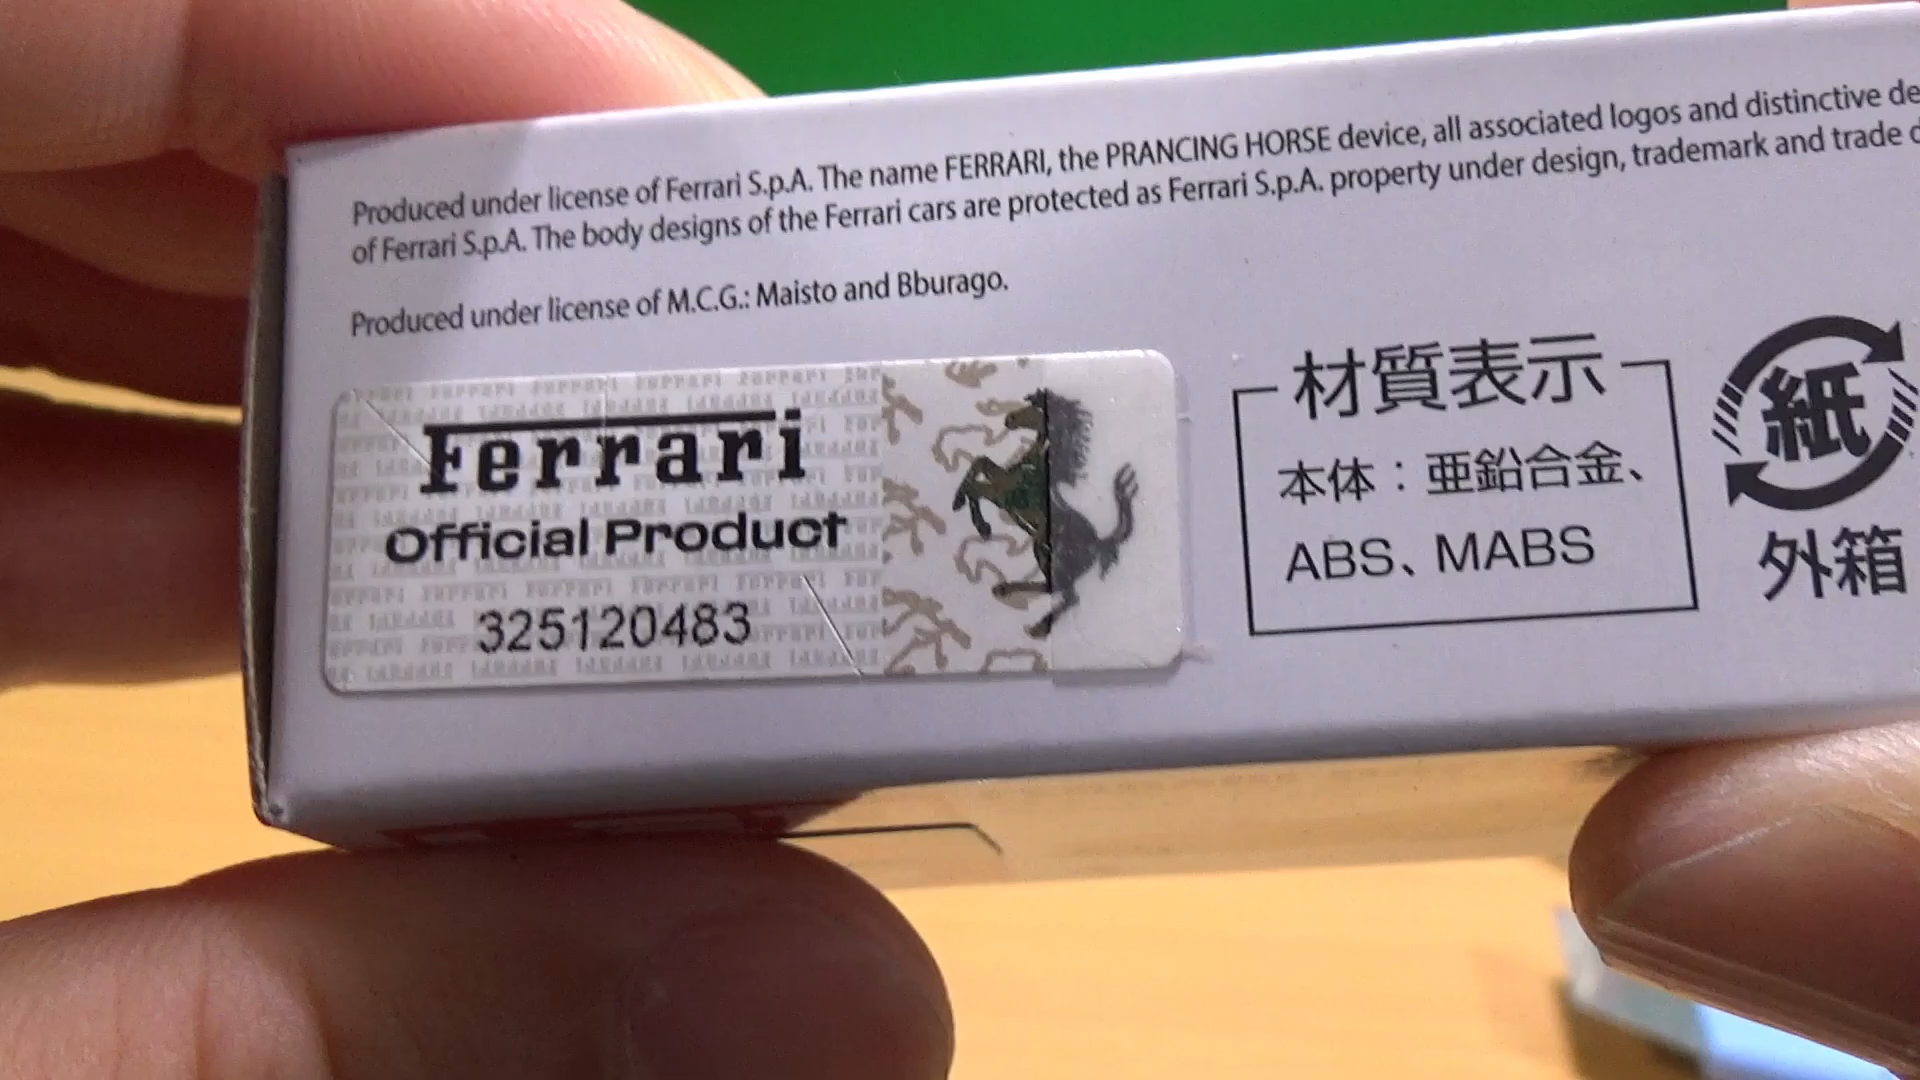 Produced under license of Ferrari S.p.A. The name FERRARI, the PRANCING HORSE device, all associated logos and distinctive de
of Ferrari S.p.A. The body designs of the Ferrari cars are protected as Ferrari S.p.A. property under design, trademark and trade d
Produced under license of M.C.G.: Maisto and Bburago.
Ferrari
Official Product
325120483
材質表示
本体：亜鉛合金、
ABS、MABS
紙
外箱